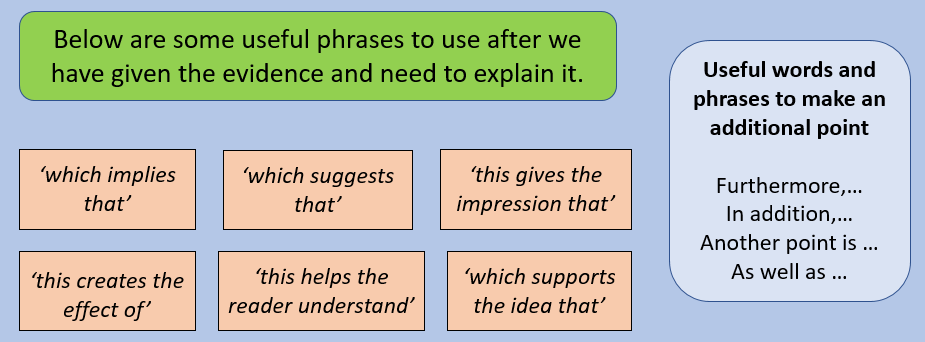 Below are some useful phrases to use after we
have given the evidence and need to explain it.
‘which implies
that’
‘which suggests
that’
‘this gives the
impression that’
‘this creates the
effect of’
‘this helps the
reader understand’
‘which supports
the idea that’
Useful words and
phrases to make an
additional point
Furthermore,...
In addition,...
Another point is ...
As well as ...